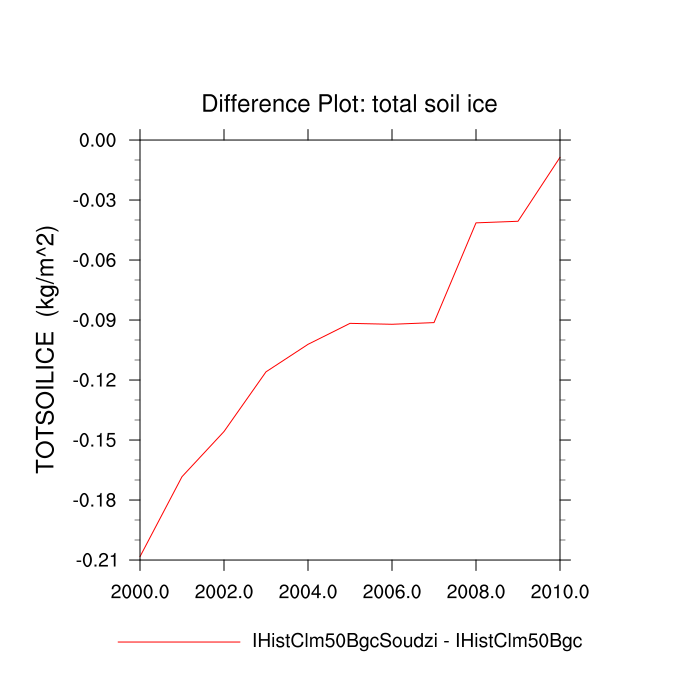 Difference Plot: total soil ice
TOTSOILICE (kg/m^2)
0.00
-0.03
-0.06
-0.09
-0.12
-0.15
-0.18
-0.21
2000.0 2002.0 2004.0 2006.0 2008.0 2010.0
IHistClm50BgcSoudzi - IHistClm50Bgc